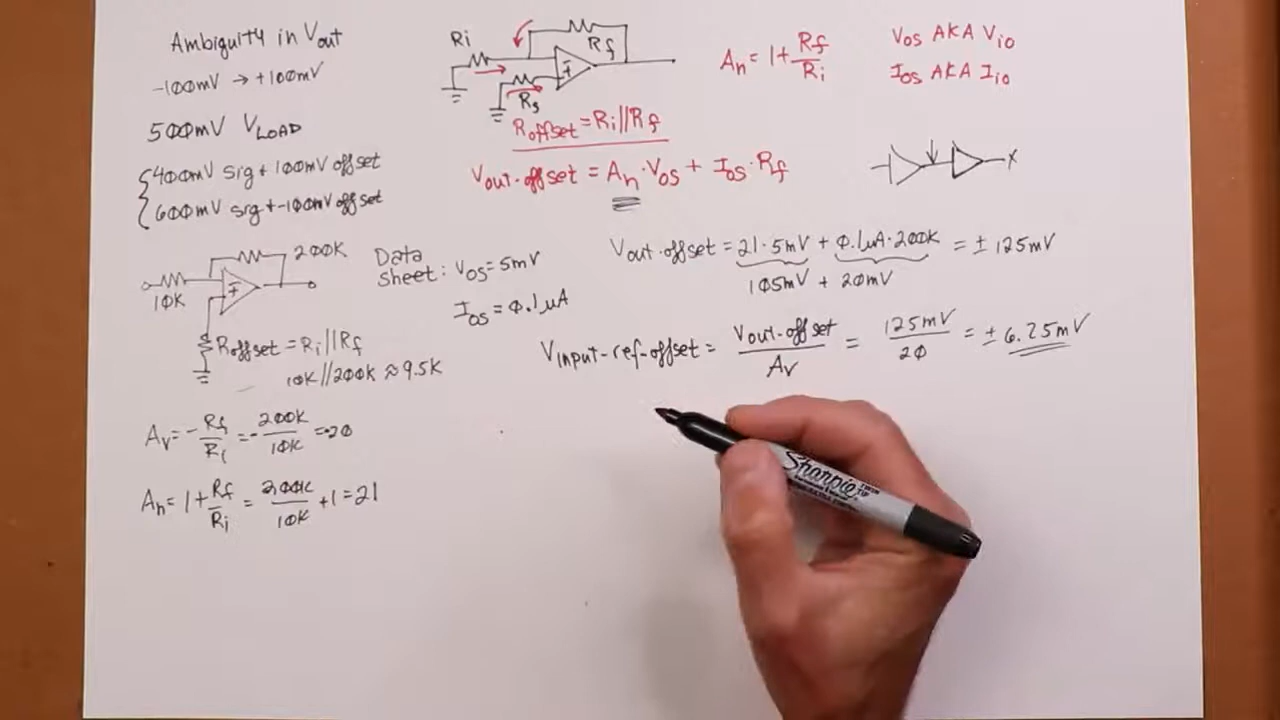 Ambiguity in Vout
-100mV → +100mV
500mV VLOAD
400mV sig + 100mV offset
600mV sig + -100mV offset
Ri
Rf
Rs
Roffset = Ri//Rf
Vout-offset = An·Vos + Ios·Rf
An = 1+ Rf/Ri
Vos AKA Vio
Ios AKA Iio
200K
10K
Roffset = Ri//Rf
10K//200K ≈ 9.5K
Data Sheet: Vos = 5mV
Ios = 0.1µA
Av = -Rf/Ri = -200K/10K = -20
An = 1+ Rf/Ri = 200K/10K +1 = 21
Vout-offset = 21·5mV + 0.1µA·200K = ±125mV
105mV + 20mV
Vinput-ref-offset = Vout-offset/Av = 125mV/20 = ±6.25mV
Sharpie
TWIN TIP